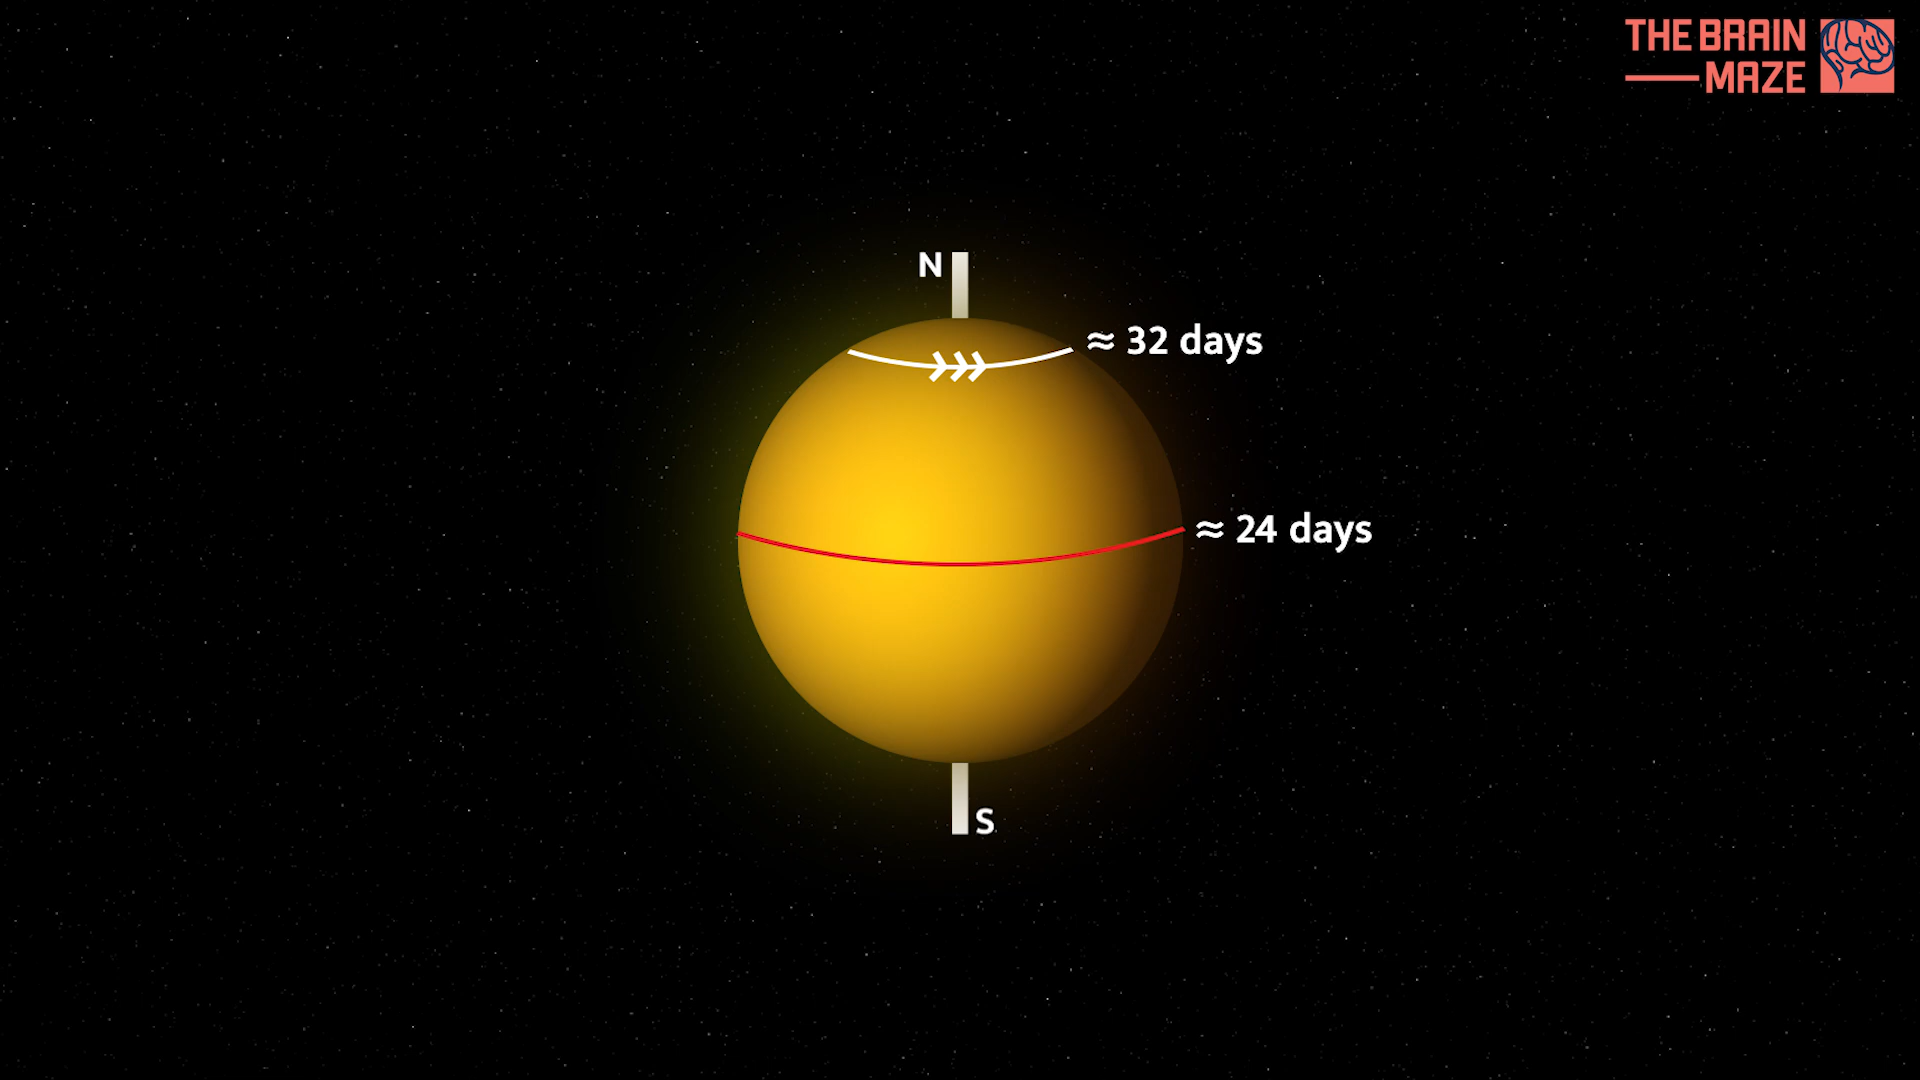 THE BRAIN
MAZE
N
≈ 32 days
≈ 24 days
S